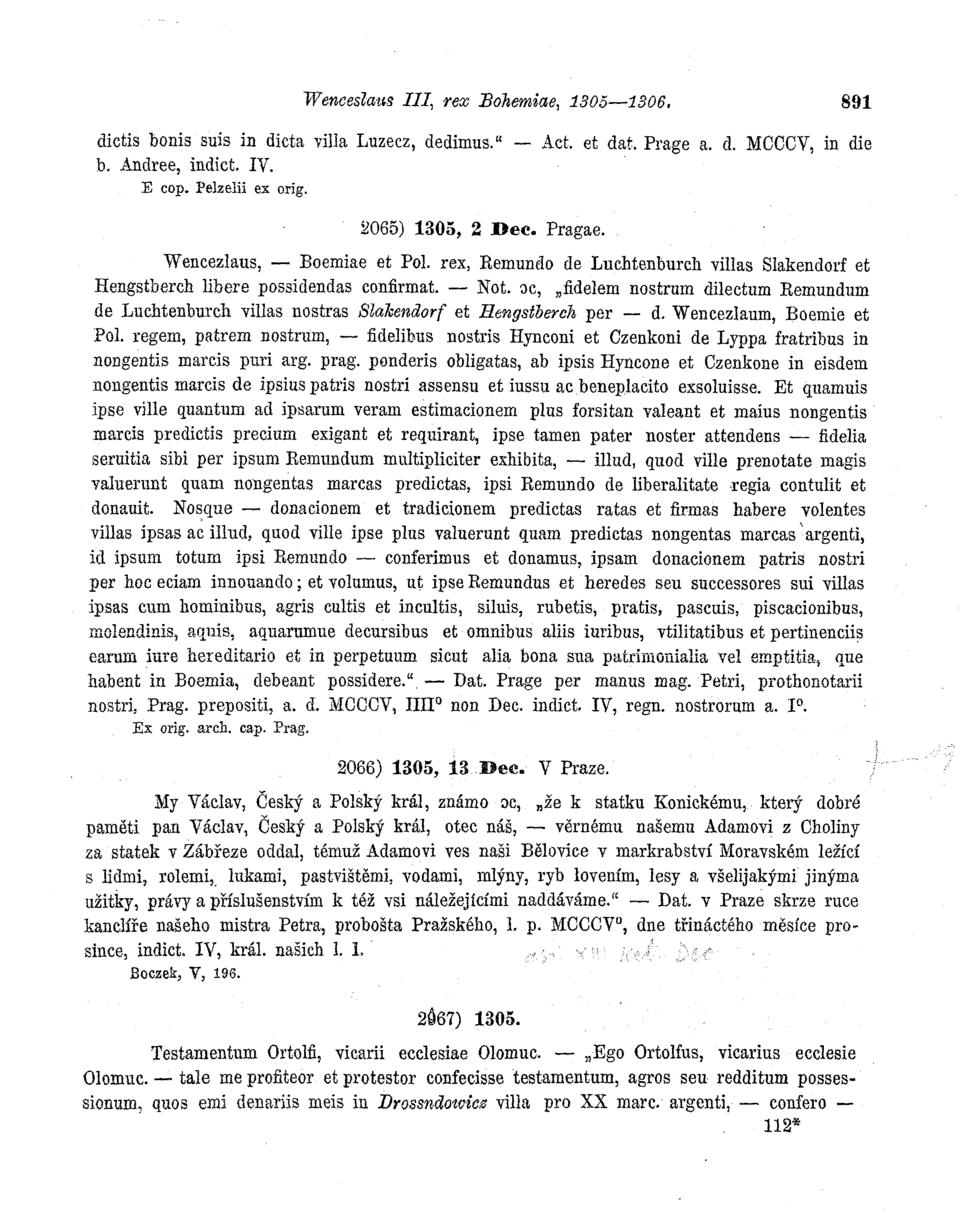 Wenceslaus III, rex Bohemiae, 1305—1306. 891
dictis bonis suis in dicta villa Luzecz, dedimus.“ — Act. et dat. Prage a. d. MCCCV, in die
b. Andree, indict. IV.
E cop. Pelzelii ex orig.
2065) 1305, 2 Dec. Pragae.
Wencezlaus, — Boemiae et Pol. rex, Remundo de Luchtenburch villas Slakendorf et
Hengstberch libere possidendas confirmat. — Not. ɔc, „fidelem nostrum dilectum Remundum
de Luchtenburch villas nostras Slakendorf et Hengstberch per — d. Wencezlaum, Boemie et
Pol. regem, patrem nostrum, — fidelibus nostris Hynconi et Czenkoni de Lyppa fratribus in
nongentis marcis puri arg. prag. ponderis obligatas, ab ipsis Hyncone et Czenkone in eisdem
nongentis marcis de ipsius patris nostri assensu et iussu ac beneplacito exsoluisse. Et quamuis
ipse ville quantum ad ipsarum veram estimacionem plus forsitan valeant et maius nongentis
marcis predictis precium exigant et requirant, ipse tamen pater noster attendens — fidelia
seruitia sibi per ipsum Remundum multipliciter exhibita, — illud, quod ville prenotate magis
valuerunt quam nongentas marcas predictas, ipsi Remundo de liberalitate regia contulit et
donauit. Nosque — donacionem et tradicionem predictas ratas et firmas habere volentes
villas ipsas ac illud, quod ville ipse plus valuerunt quam predictas nongentas marcas argenti,
id ipsum totum ipsi Remundo — conferimus et donamus, ipsam donacionem patris nostri
per hoc eciam innouando; et volumus, ut ipse Remundus et heredes seu successores sui villas
ipsas cum hominibus, agris cultis et incultis, siluis, rubetis, pratis, pascuis, piscacionibus,
molendinis, aquis, aquarumue decursibus et omnibus aliis iuribus, vtilitatibus et pertinenciis
earum iure hereditario et in perpetuum sicut alia bona sua patrimonialia vel emptitia, que
habent in Boemia, debeant possidere.“ — Dat. Prage per manus mag. Petri, prothonotarii
nostri, Prag. prepositi, a. d. MCCCV, IIII⁰ non Dec. indict. IV, regn. nostrorum a. I⁰.
Ex orig. arch. cap. Prag.
2066) 1305, 13 Dec. V Praze.
My Václav, Český a Polský král, známo ɔc, „že k statku Konickému, který dobré
paměti pan Václav, Český a Polský král, otec náš, — věrnému našemu Adamovi z Choliny
za statek v Zábřeze oddal, témuž Adamovi ves naši Bělovice v markrabství Moravském ležící
s lidmi, rolemi, lukami, pastvištěmi, vodami, mlýny, ryb lovením, lesy a všelijakými jinýma
užitky, právy a příslušenstvím k též vsi náležejícími naddáváme.“ — Dat. v Praze skrze ruce
kanclíře našeho mistra Petra, probošta Pražského, l. p. MCCCV⁰, dne třináctého měsíce pro-
since, indict. IV, král. našich l. 1.
Boczek, V, 196.
2067) 1305.
Testamentum Ortolfi, vicarii ecclesiae Olomuc. — „Ego Ortolfus, vicarius ecclesie
Olomuc. — tale me profiteor et protestor confecisse testamentum, agros seu redditum posses-
sionum, quos emi denariis meis in Drossndowicz villa pro XX marc. argenti, — confero —
112*